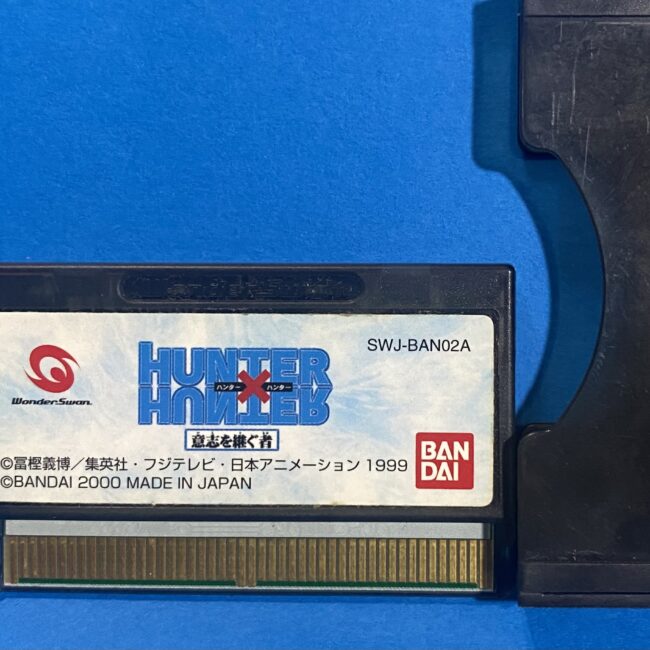 SWJ-BAN02A
WonderSwan.
HUNTER
×
ハンター ハンター
HUNTER
意志を継ぐ者
©冨樫義博／集英社・フジテレビ・日本アニメーション 1999
©BANDAI 2000 MADE IN JAPAN
BAN
DAI